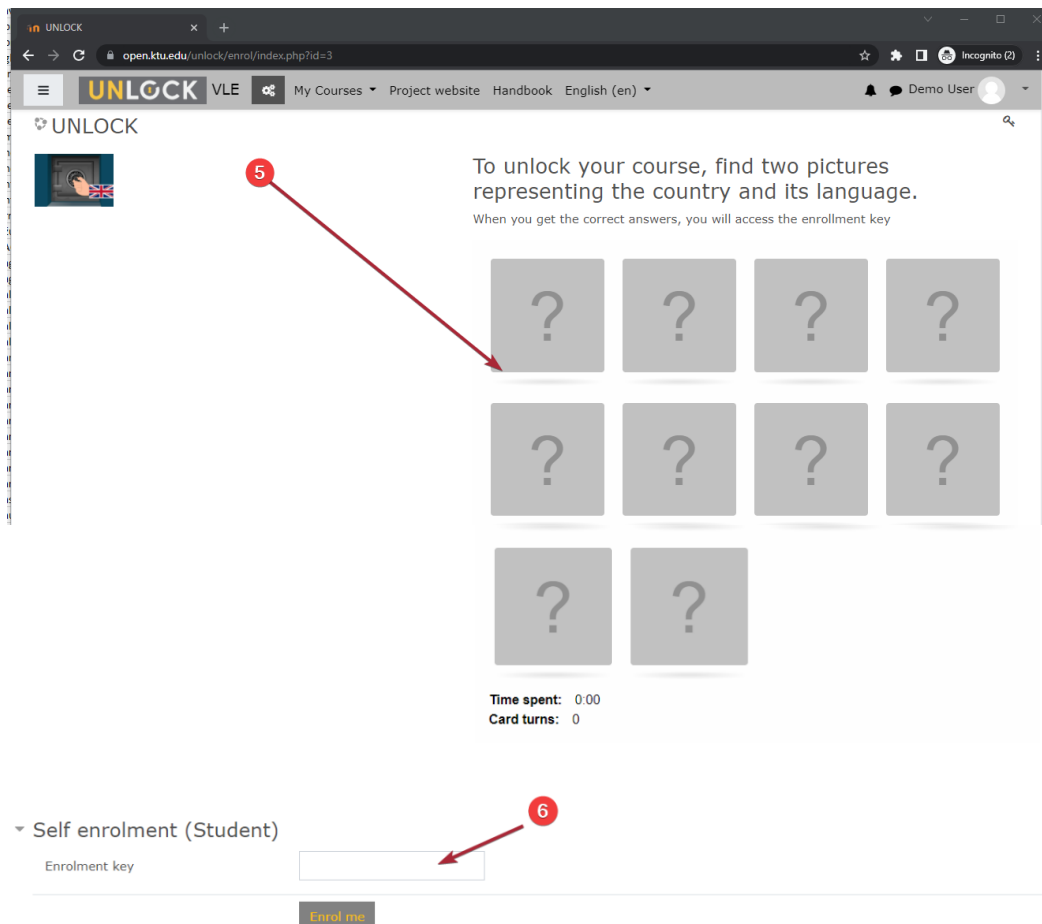 UNLOCK
open.ktu.edu/unlock/enrol/index.php?id=3
Incognito (2)
UNLOCK VLE My Courses Project website Handbook English (en) Demo User
UNLOCK
5
To unlock your course, find two pictures
representing the country and its language.
When you get the correct answers, you will access the enrollment key
? ? ? ?
? ? ? ?
? ?
Time spent: 0:00
Card turns: 0
6
Self enrolment (Student)
Enrolment key
Enrol me